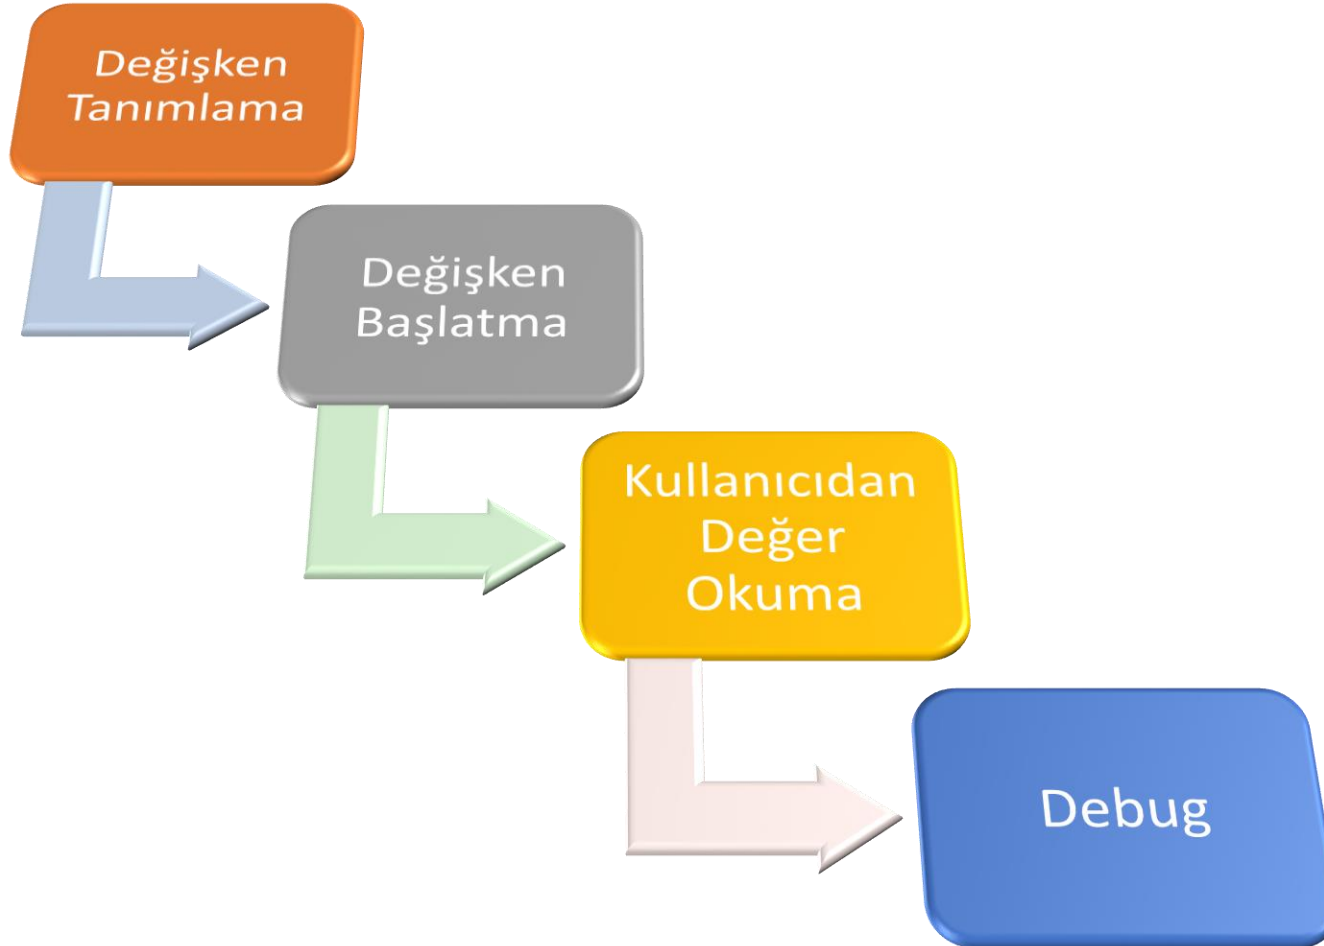 Değişken
Tanımlama
Değişken
Başlatma
Kullanıcıdan
Değer
Okuma
Debug